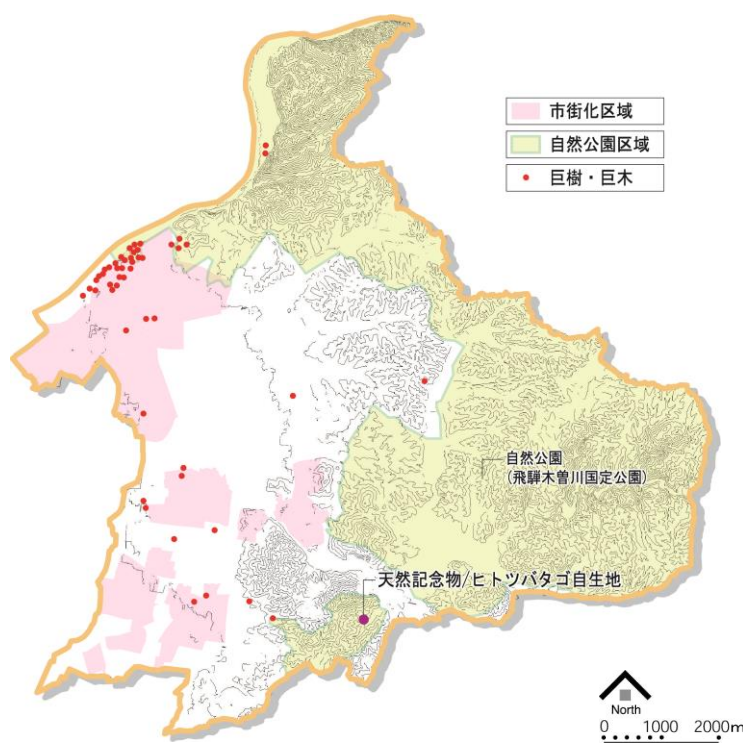 市街化区域
自然公園区域
巨樹・巨木
自然公園
(飛騨木曽川国定公園)
天然記念物/ヒトツバタゴ自生地
North
0 1000 2000m